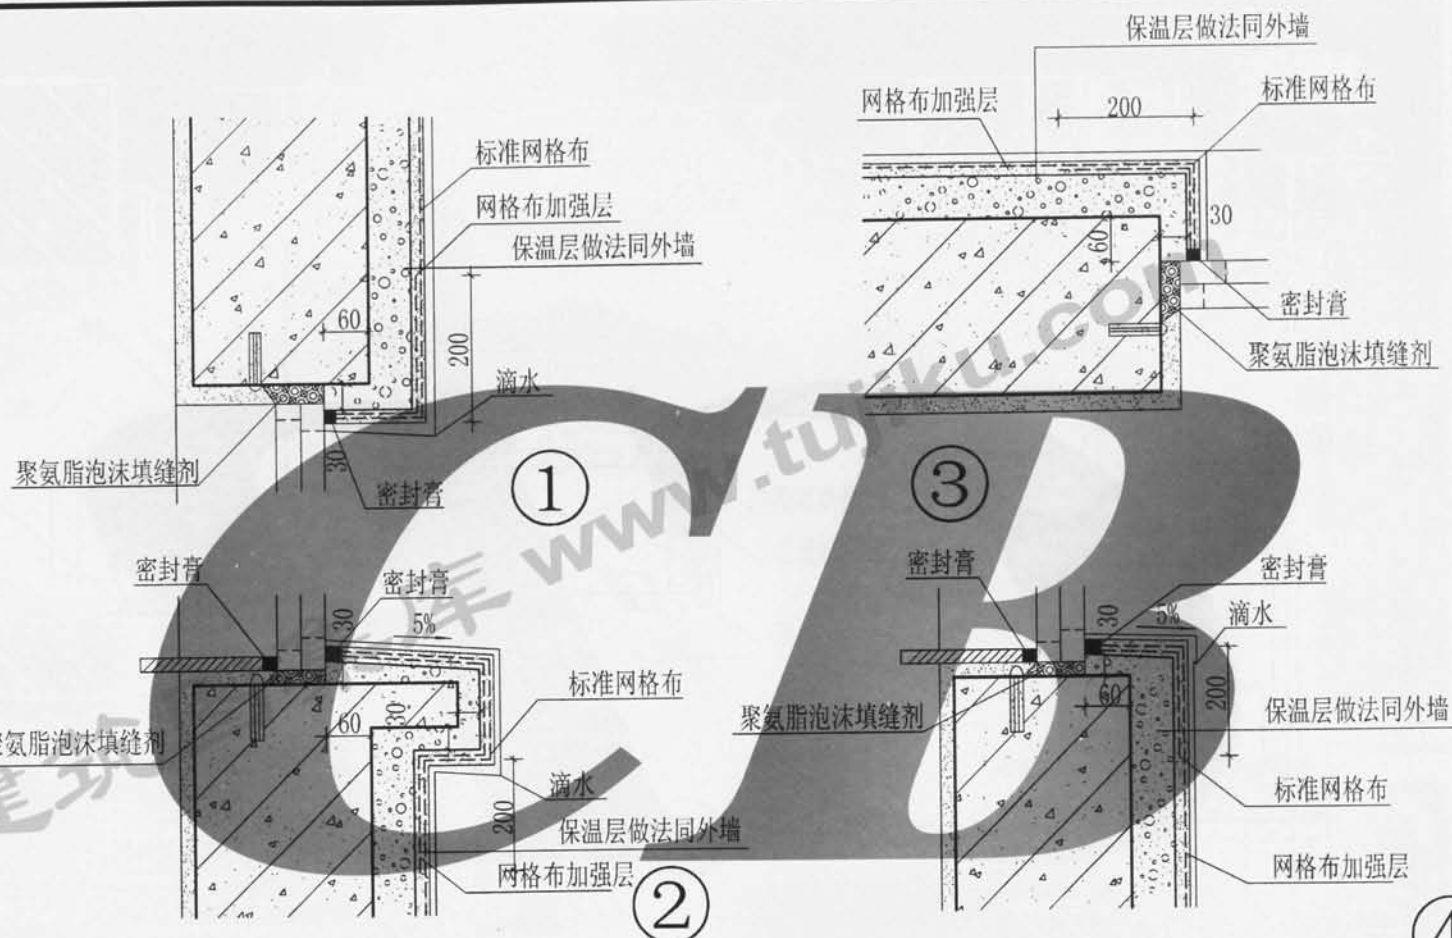 保温层做法同外墙
网格布加强层
200
标准网格布
标准网格布
网格布加强层
保温层做法同外墙
60
200
滴水
聚氨脂泡沫填缝剂
30
密封膏
①
30
60
密封膏
聚氨脂泡沫填缝剂
③
www.tujiku.com
CB
密封膏
密封膏
30
5%
标准网格布
30
60
氨脂泡沫填缝剂
滴水
200
保温层做法同外墙
网格布加强层
②
密封膏
密封膏
30
5%
滴水
60
200
聚氨脂泡沫填缝剂
保温层做法同外墙
标准网格布
网格布加强层